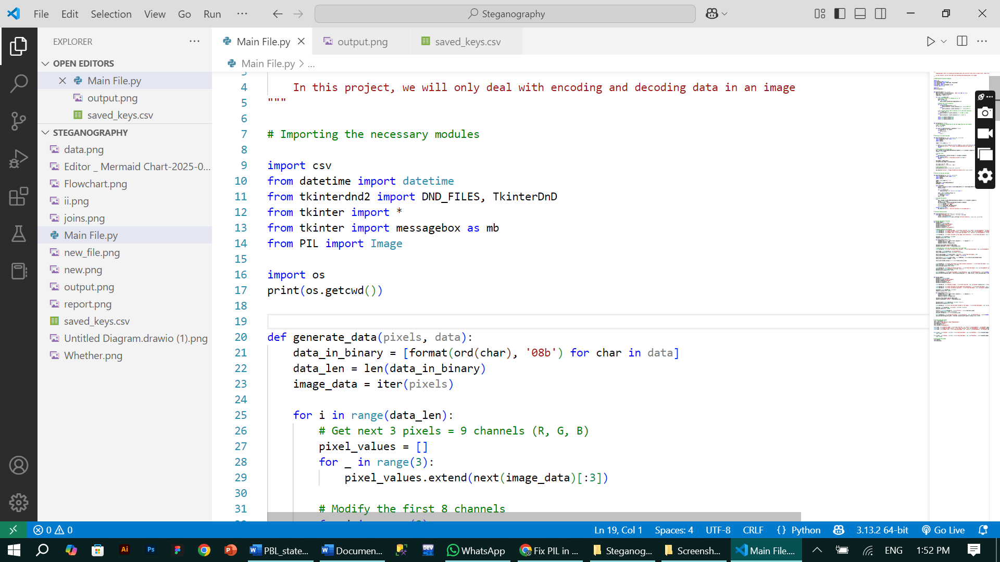 File Edit Selection View Go Run ···
Steganography
EXPLORER
OPEN EDITORS
Main File.py
output.png
saved_keys.csv
STEGANOGRAPHY
data.png
Editor _ Mermaid Chart-2025-0...
Flowchart.png
ii.png
joins.png
Main File.py
new_file.png
new.png
output.png
report.png
saved_keys.csv
Untitled Diagram.drawio (1).png
Whether.png
Main File.py output.png saved_keys.csv
Main File.py > ...
3
4 In this project, we will only deal with encoding and decoding data in an image
5 """
6
7 # Importing the necessary modules
8
9 import csv
10 from datetime import datetime
11 from tkinterdnd2 import DND_FILES, TkinterDnD
12 from tkinter import *
13 from tkinter import messagebox as mb
14 from PIL import Image
15
16 import os
17 print(os.getcwd())
18
19
20 def generate_data(pixels, data):
21 data_in_binary = [format(ord(char), '08b') for char in data]
22 data_len = len(data_in_binary)
23 image_data = iter(pixels)
24
25 for i in range(data_len):
26 # Get next 3 pixels = 9 channels (R, G, B)
27 pixel_values = []
28 for _ in range(3):
29 pixel_values.extend(next(image_data)[:3])
30
31 # Modify the first 8 channels
0 0
Ln 19, Col 1 Spaces: 4 UTF-8 CRLF {} Python 3.13.2 64-bit Go Live
Ai Ps PBL_state... Documen... DEV WhatsApp Fix PIL in ... Steganog... Screensh... Main File.... ENG 1:52 PM